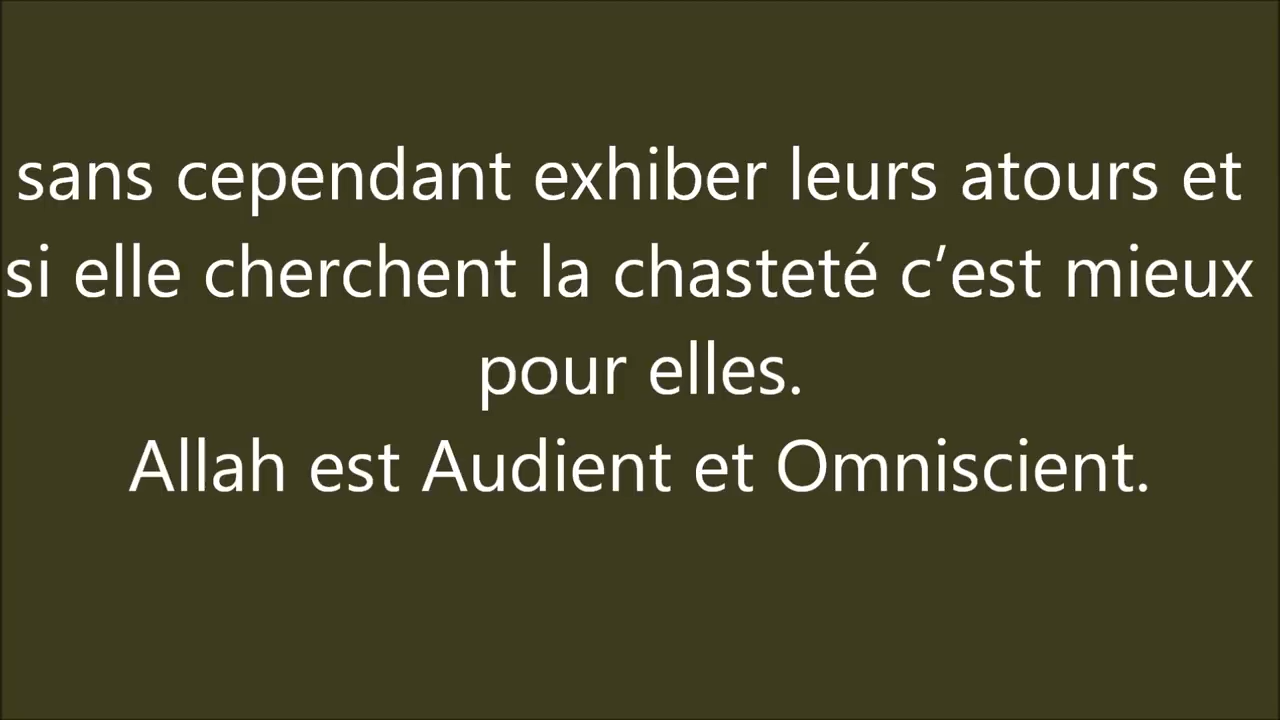 sans cependant exhiber leurs atours et
si elle cherchent la chasteté c’est mieux
pour elles.
Allah est Audient et Omniscient.